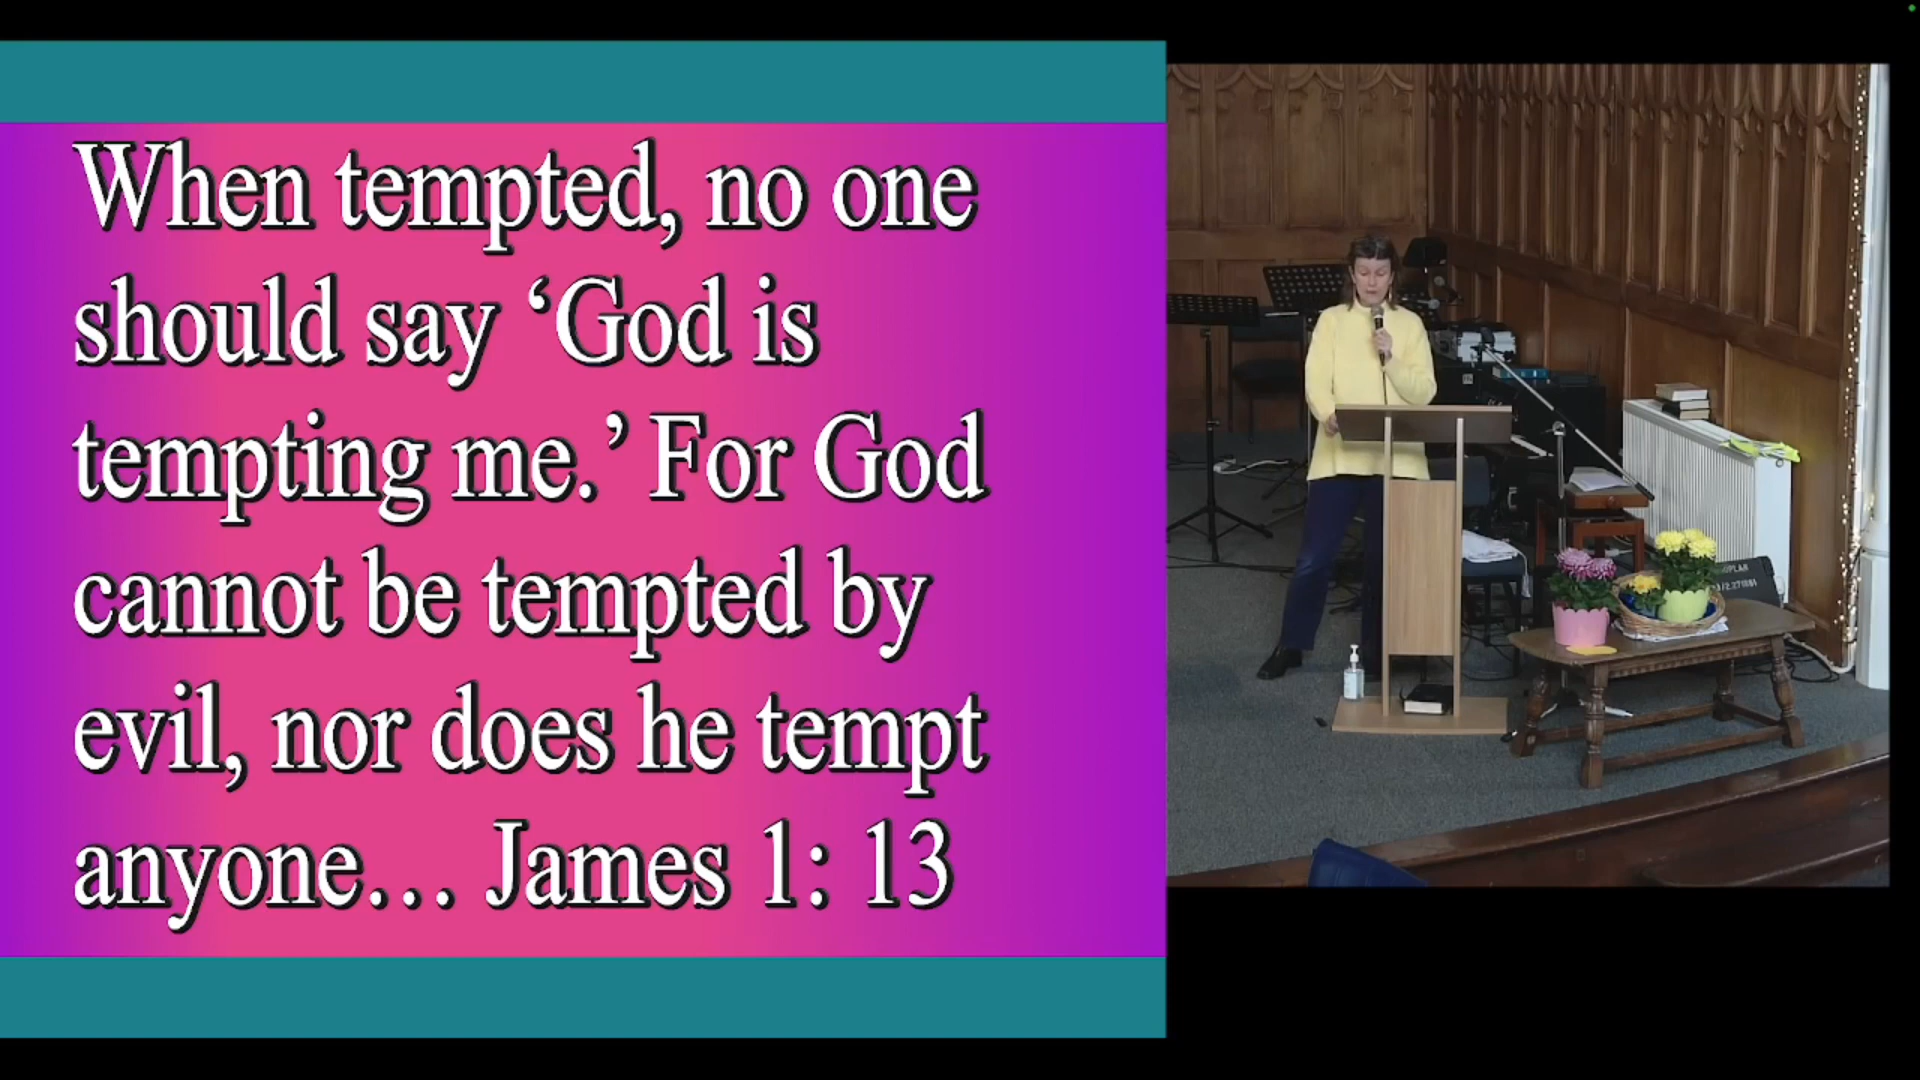 When tempted, no one
should say ‘God is
tempting me.’ For God
cannot be tempted by
evil, nor does he tempt
anyone… James 1: 13